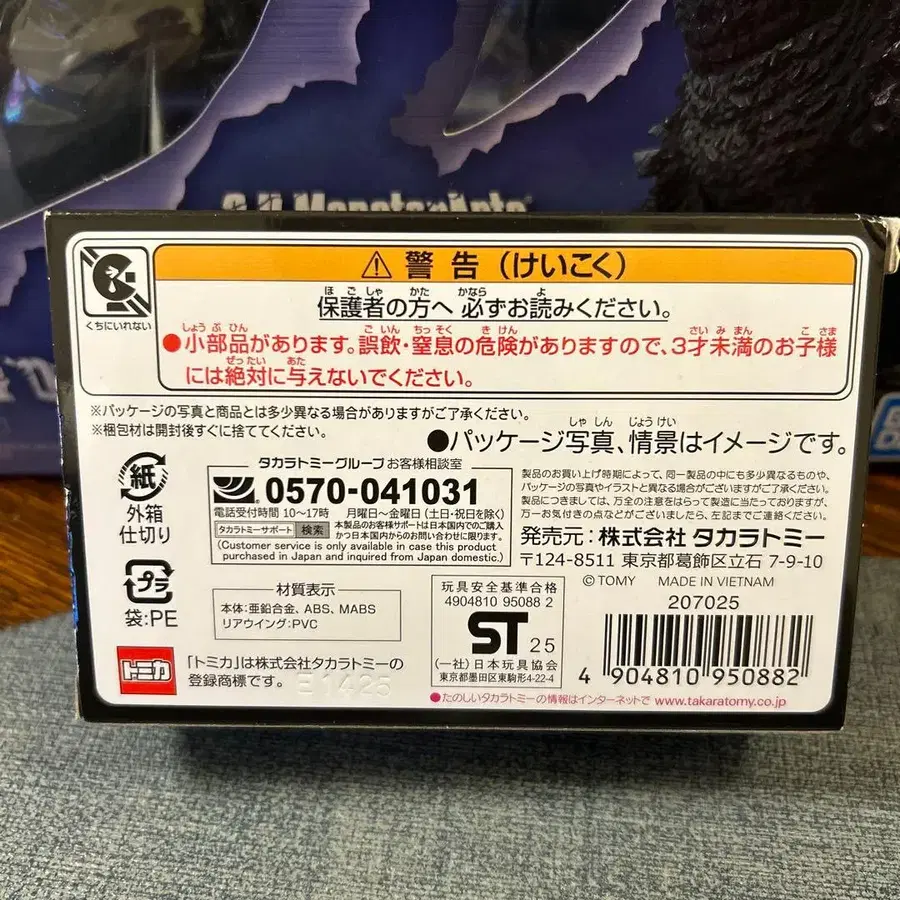 S.H.MonsterArts
くちにいれない
⚠警告(けいこく)
保護者の方へ 必ずお読みください。
●小部品があります。誤飲・窒息の危険がありますので、3才未満のお子様
には絶対に与えないでください。
※パッケージの写真と商品とは多少異なる場合がありますがご了承ください。
※梱包材は開封後すぐに捨ててください。
●パッケージ写真、情景はイメージです。
紙
外箱
仕切り
プラ
袋:PE
タカラトミーグループ お客様相談室
0570-041031
電話受付時間 10〜17時 月曜日〜金曜日(土日・祝日を除く)
タカラトミーサポート 検索 本製品のお客様サポートは日本国内でのご購入
かつ日本国内からのお問い合わせに限ります。
(Customer service is only available in case this product
purchased in Japan and inquired from Japan domestic.)
製品のお買い上げ時期によって、同一製品の中にも多少異なるものや、
パッケージの写真やイラストと異なる場合がございますがご了承ください。
製品につきましては、万全の注意をはらって製造に当たっておりますが、
万一お気付きの点などがございましたら、左記までご連絡ください。
発売元:株式会社 タカラトミー
〒124-8511 東京都葛飾区立石 7-9-10
©TOMY MADE IN VIETNAM
207025
材質表示
本体:亜鉛合金、ABS、MABS
リアウイング:PVC
玩具安全基準合格
4904810 95088 2
ST 25
(一社)日本玩具協会
東京都墨田区東駒形4-22-4
4 904810 950882
トミカ
「トミカ」は株式会社タカラトミーの
登録商標です。
E1425
●たのしいタカラトミーの情報はインターネットで www.takaratomy.co.jp